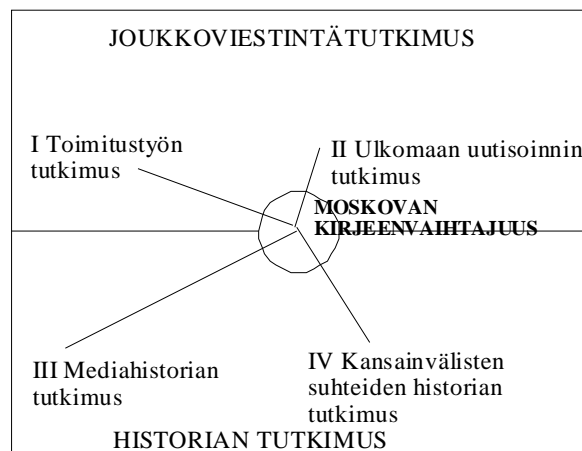 JOUKKOVIESTINTÄTUTKIMUS
I Toimitustyön
tutkimus
II Ulkomaan uutisoinnin
tutkimus
MOSKOVAN
KIRJEENVAIHTAJUUS
III Mediahistorian
tutkimus
IV Kansainvälisten
suhteiden historian
tutkimus
HISTORIAN TUTKIMUS